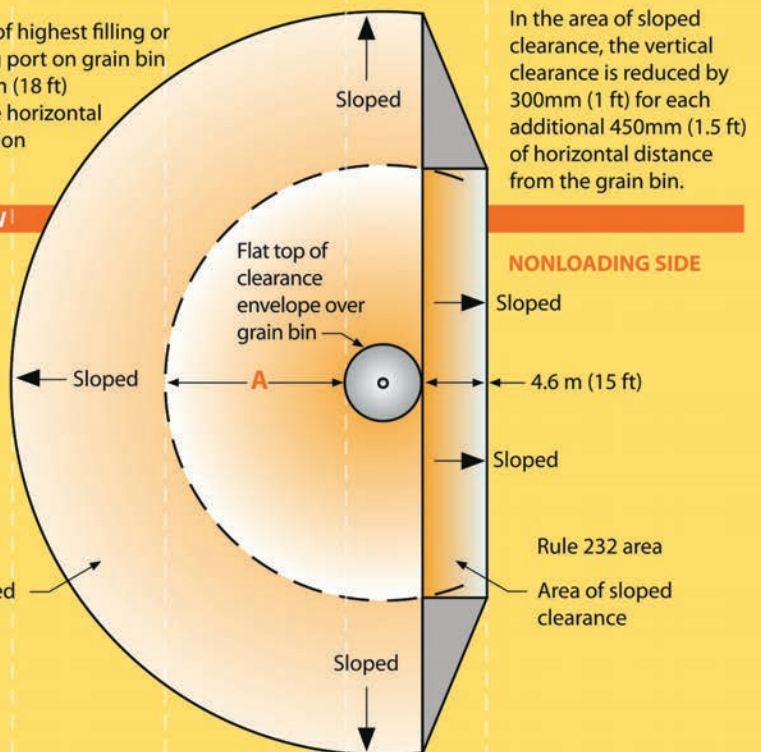 of highest filling or
port on grain bin
(18 ft)
horizontal
In the area of sloped
clearance, the vertical
clearance is reduced by
300mm (1 ft) for each
additional 450mm (1.5 ft)
of horizontal distance
from the grain bin.
Sloped
Flat top of
clearance
envelope over
grain bin
NONLOADING SIDE
Sloped
Sloped
A
4.6 m (15 ft)
Sloped
Rule 232 area
Area of sloped
clearance
Sloped